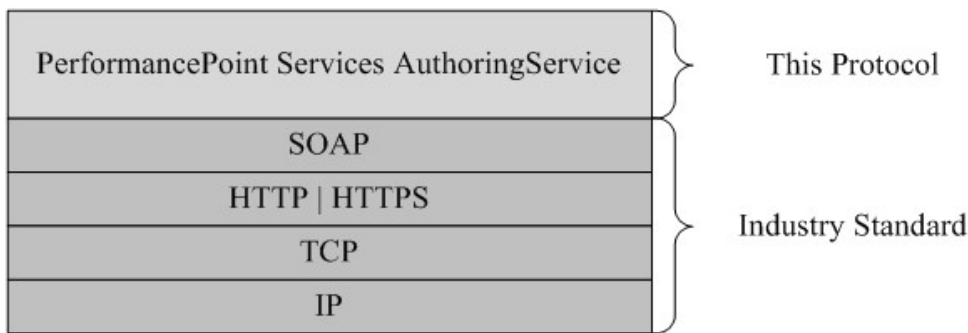 PerformancePoint Services AuthoringService
This Protocol
SOAP
HTTP | HTTPS
TCP
IP
Industry Standard